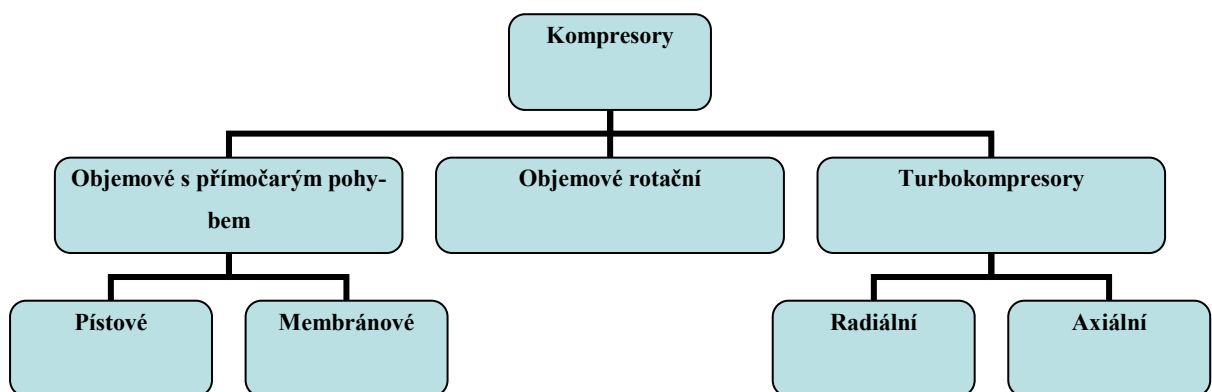 Kompresory
Objemové s přímočarým pohy-
bem
Objemové rotační
Turbokompresory
Pístové
Membránové
Radiální
Axiální